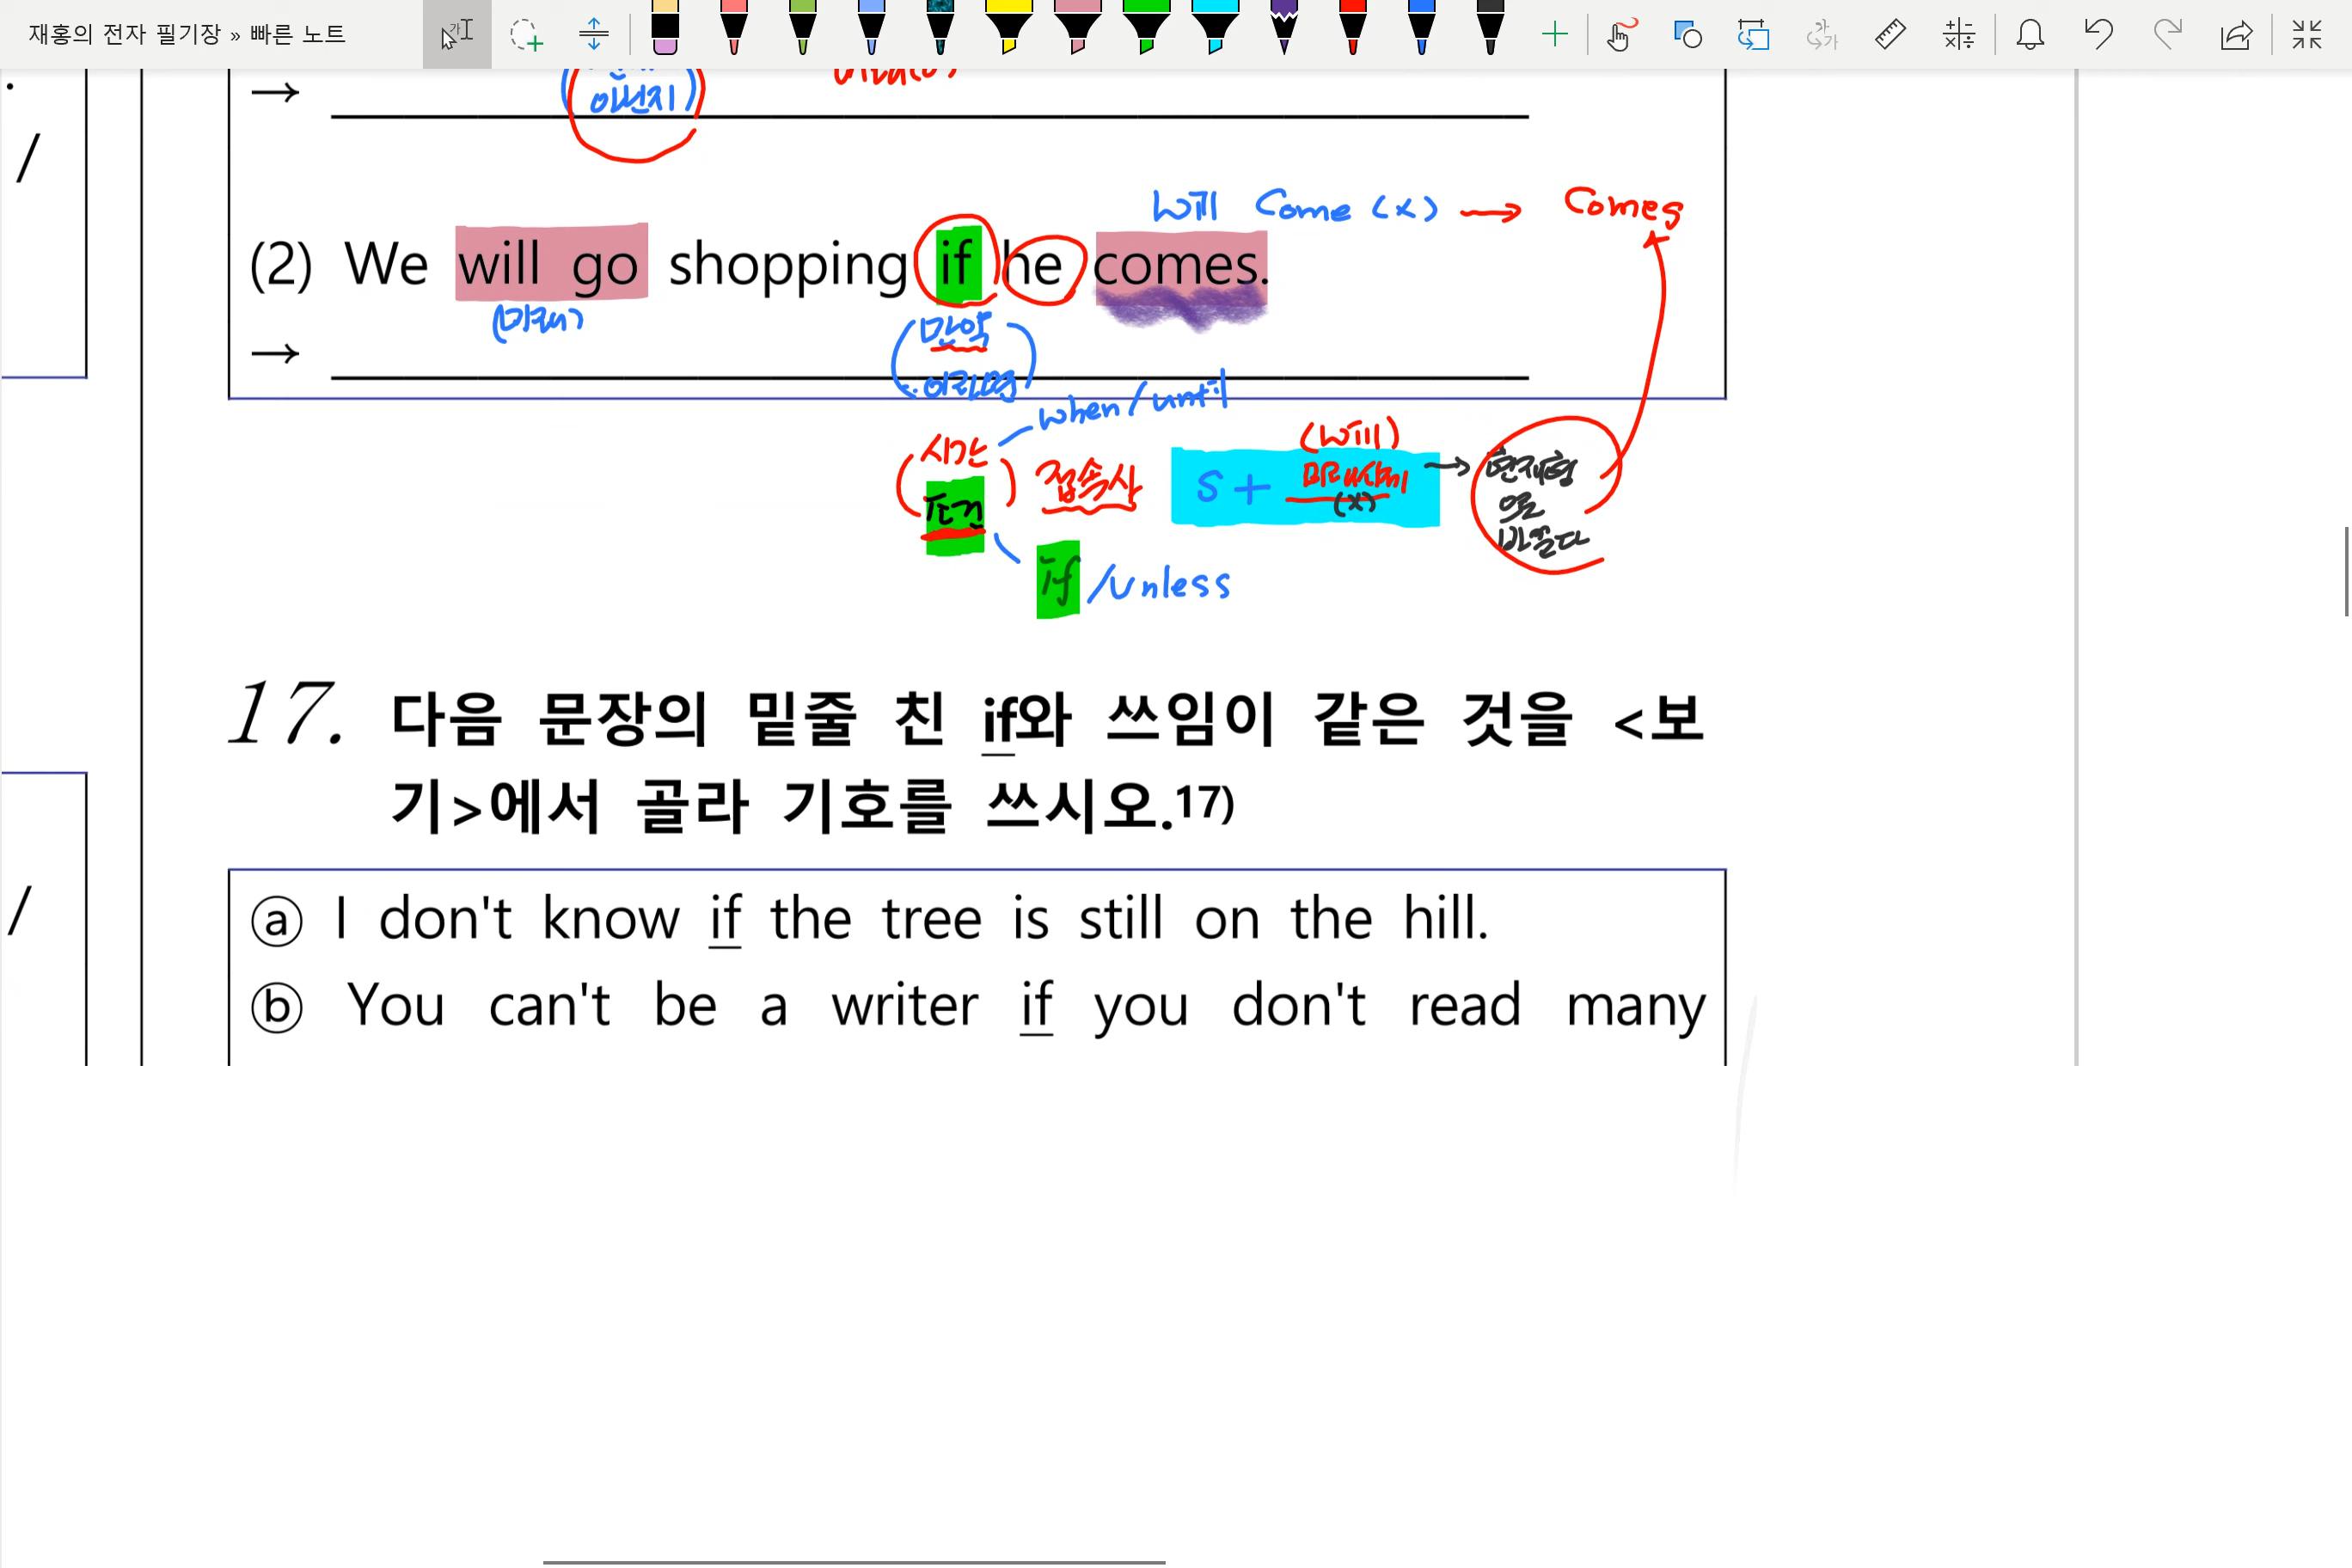 재홍의 전자 필기장 » 빠른 노트
→
인지)
will come (x) → comes
(2) We will go shopping if he comes.
(미래)
(만약
이라면)
→
when / until
시간
조건
접속사
(will)
S + 미래시제
(x)
→ 현재형
으로
바꾼다
if /unless
17. 다음 문장의 밑줄 친 if와 쓰임이 같은 것을 <보
기>에서 골라 기호를 쓰시오.17)
ⓐ I don't know if the tree is still on the hill.
ⓑ You can't be a writer if you don't read many